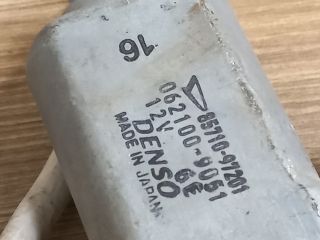 16
85710-97201
062100-9051
12V 6E
DENSO
MADE IN JAPAN